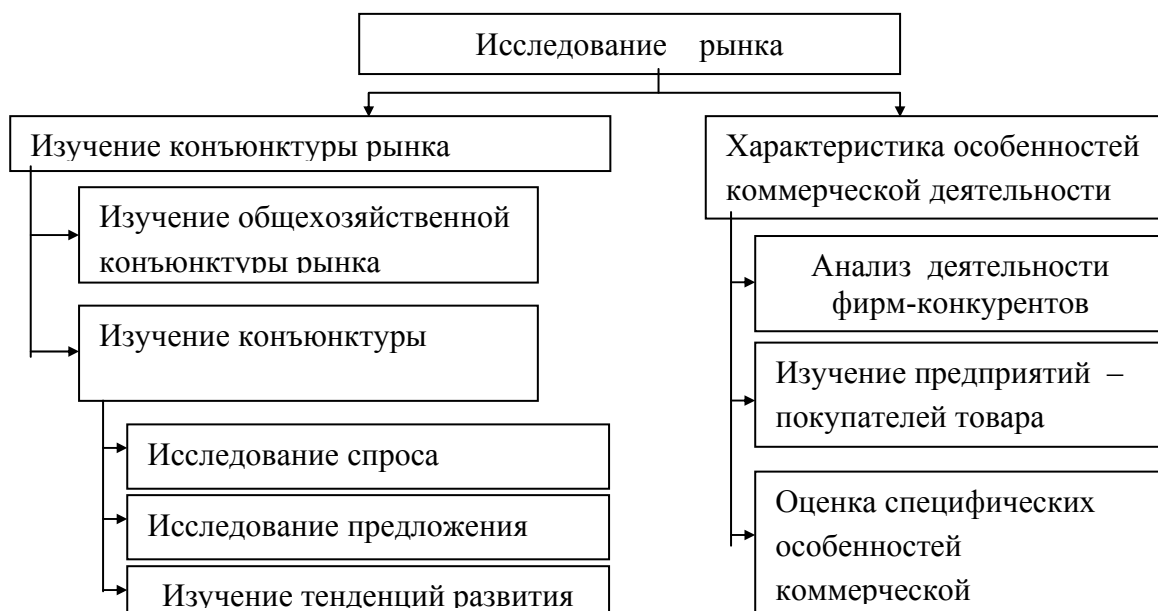 Исследование рынка
Изучение конъюнктуры рынка
Изучение общехозяйственной
конъюнктуры рынка
Изучение конъюнктуры
Исследование спроса
Исследование предложения
Изучение тенденций развития
Характеристика особенностей
коммерческой деятельности
Анализ деятельности
фирм-конкурентов
Изучение предприятий –
покупателей товара
Оценка специфических
особенностей
коммерческой